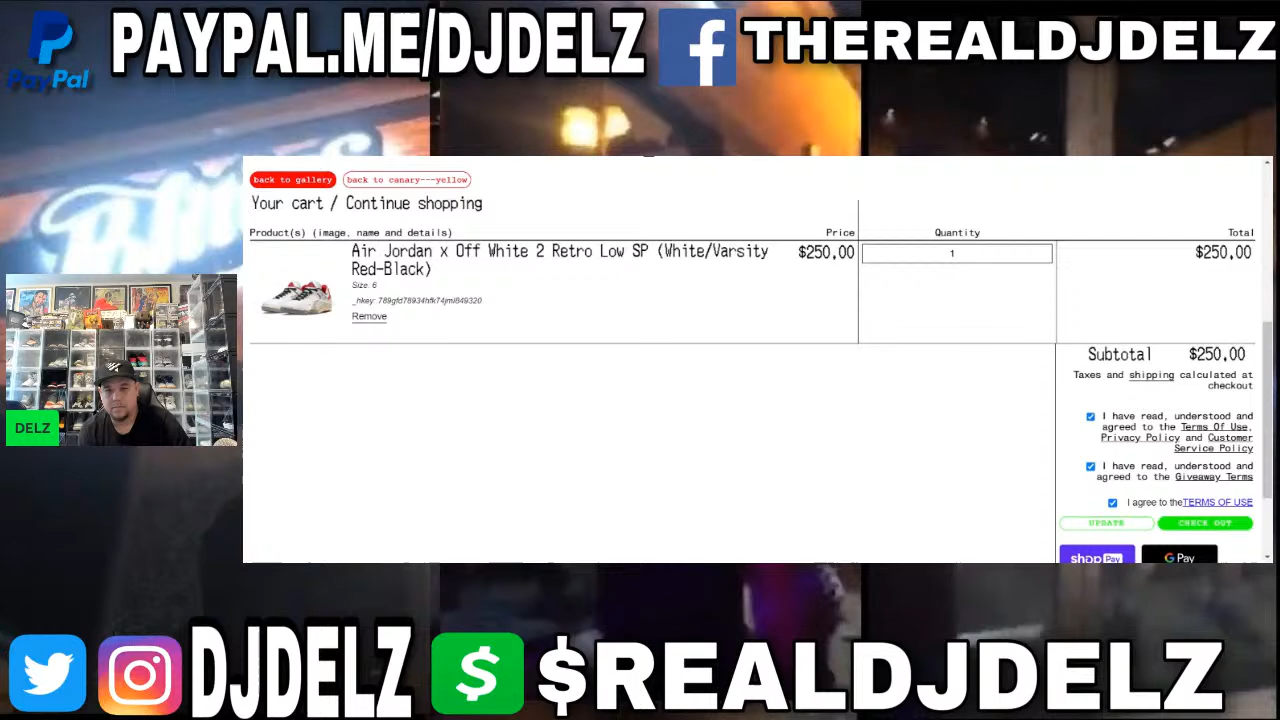 PayPal
PAYPAL.ME/DJDELZ
THEREALDJDELZ
back to gallery
back to canary---yellow
Your cart / Continue shopping
Product(s) (image, name and details)
Price
Quantity
Total
Air Jordan x Off White 2 Retro Low SP (White/Varsity
Red-Black)
$250.00
1
$250.00
Size: 6
_hkey: 789gfd78934hfk74jml849320
Remove
Subtotal $250.00
Taxes and shipping calculated at
checkout
I have read, understood and
agreed to the Terms Of Use,
Privacy Policy and Customer
Service Policy
I have read, understood and
agreed to the Giveaway Terms
I agree to theTERMS OF USE
UPDATE
CHECK OUT
shop Pay
G Pay
DELZ
DJDELZ
$REALDJDELZ